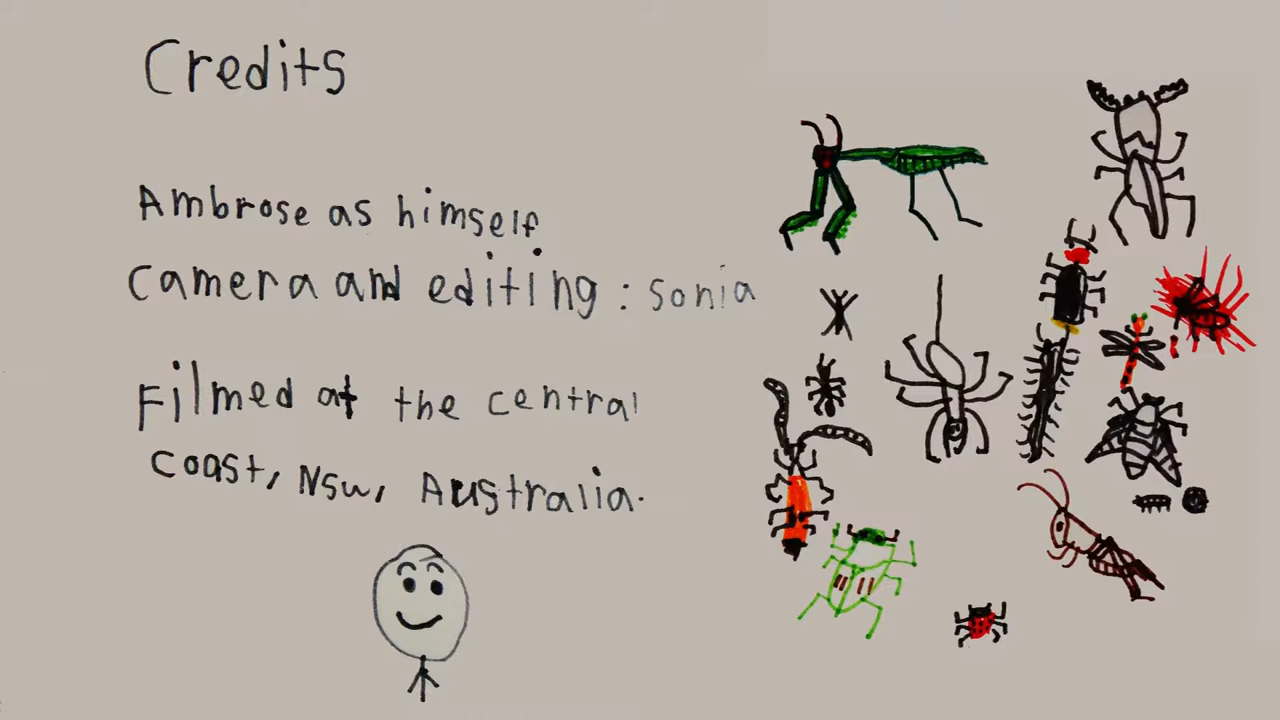 Credits
Ambrose as himself
camera and editing : sonia
Filmed at the central
coast, Nsw, Australia.